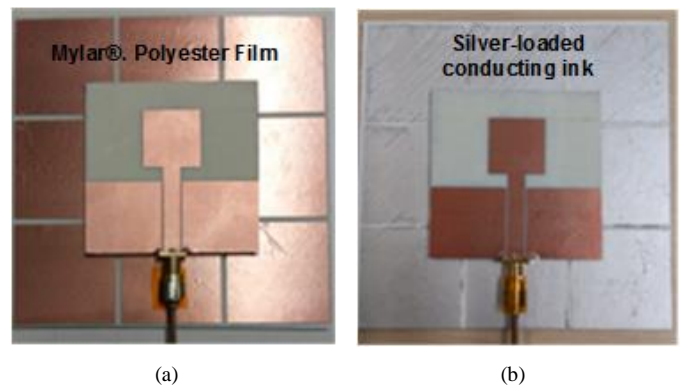 Mylar®. Polyester Film
Silver-loaded
conducting ink
(a)
(b)